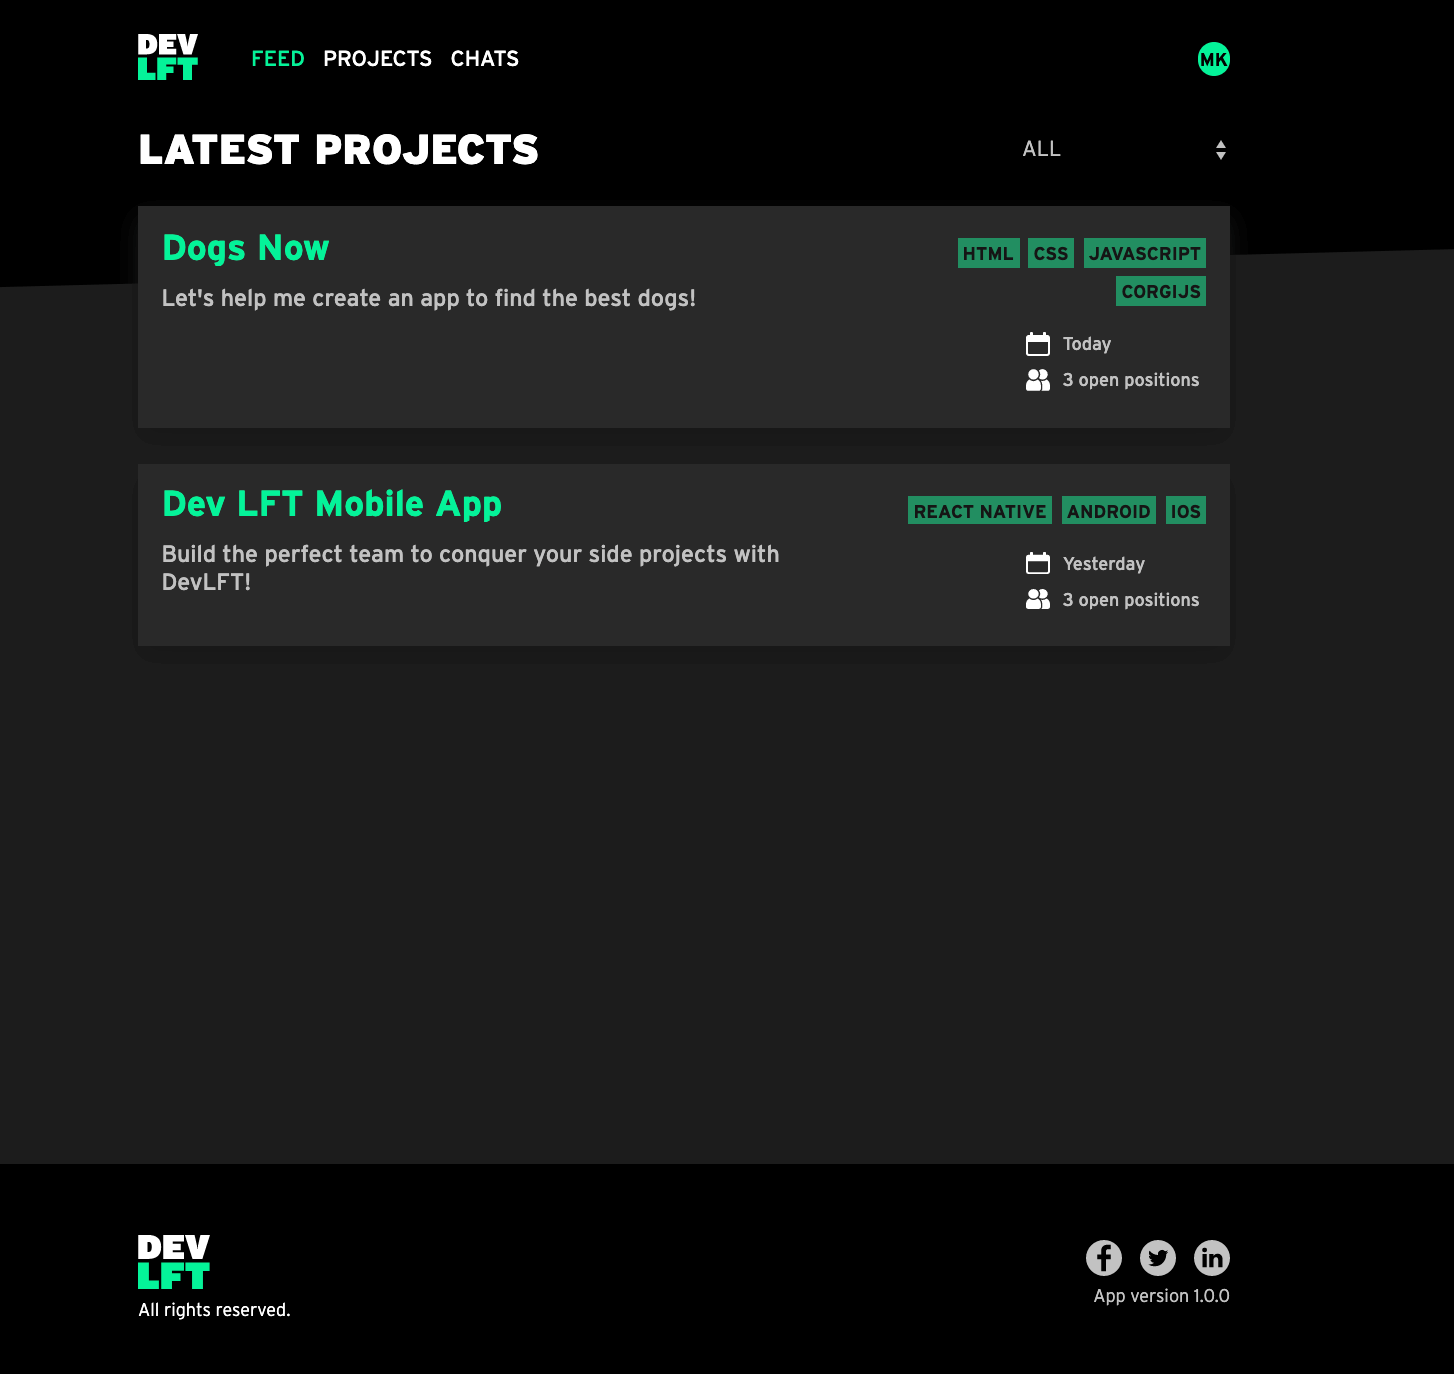 DEV
LFT
FEED PROJECTS CHATS
MK
LATEST PROJECTS
ALL
Dogs Now
Let's help me create an app to find the best dogs!
HTML CSS JAVASCRIPT
CORGIJS
Today
3 open positions
Dev LFT Mobile App
Build the perfect team to conquer your side projects with
DevLFT!
REACT NATIVE ANDROID IOS
Yesterday
3 open positions
DEV
LFT
All rights reserved.
f in
App version 1.0.0